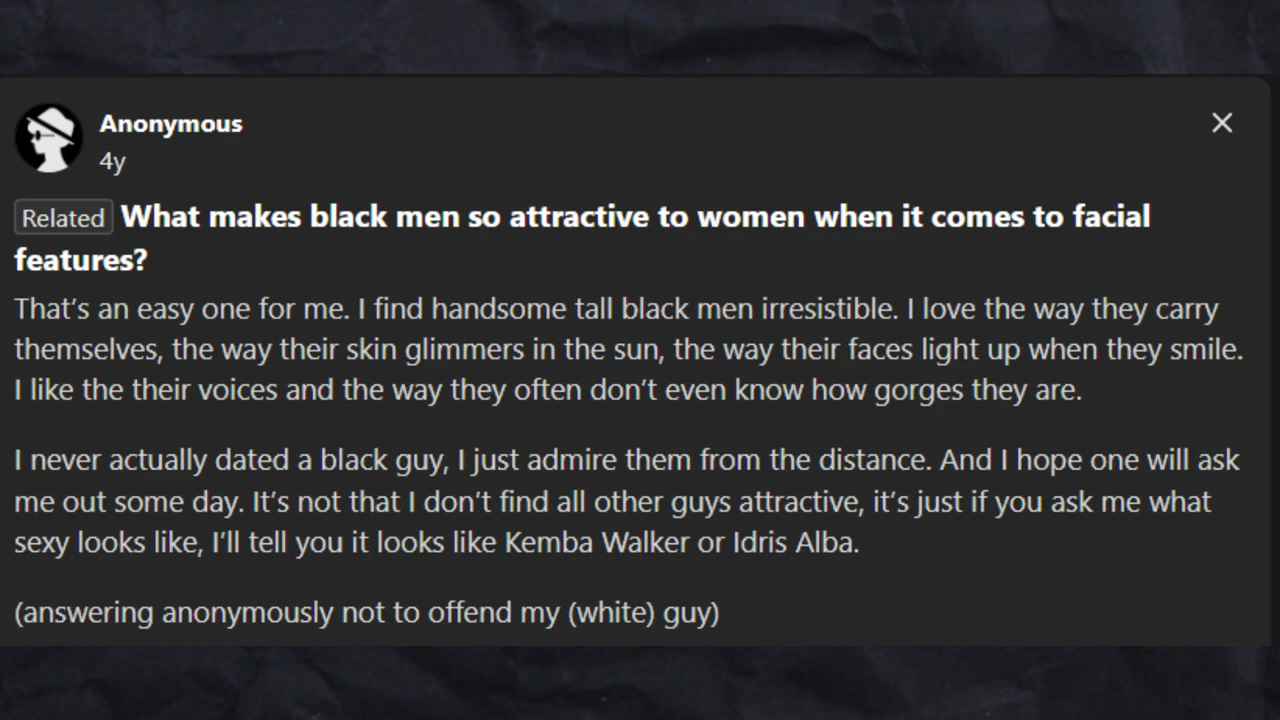 Anonymous
4y
Related What makes black men so attractive to women when it comes to facial
features?
That’s an easy one for me. I find handsome tall black men irresistible. I love the way they carry
themselves, the way their skin glimmers in the sun, the way their faces light up when they smile.
I like the their voices and the way they often don’t even know how gorges they are.
I never actually dated a black guy, I just admire them from the distance. And I hope one will ask
me out some day. It’s not that I don’t find all other guys attractive, it’s just if you ask me what
sexy looks like, I’ll tell you it looks like Kemba Walker or Idris Alba.
(answering anonymously not to offend my (white) guy)